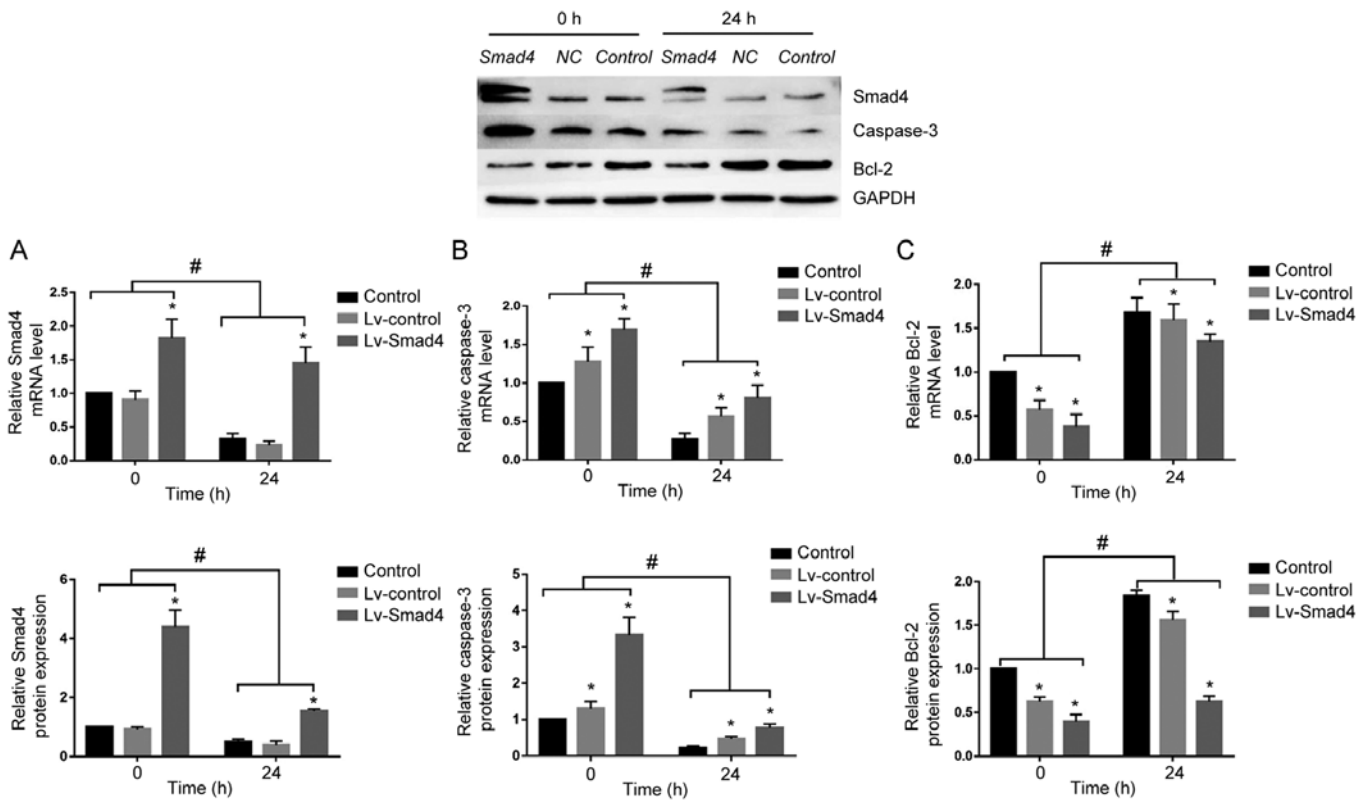 0 h 24 h
Smad4 NC Control Smad4 NC Control
Smad4
Caspase-3
Bcl-2
GAPDH
A
#
Control
Lv-control
Lv-Smad4
Relative Smad4
mRNA level
2.5
2.0
1.5
1.0
0.5
0.0
* *
0 24
Time (h)
B
#
Control
Lv-control
Lv-Smad4
Relative caspase-3
mRNA level
2.0
1.5
1.0
0.5
0.0
* * * *
0 24
Time (h)
C
#
Control
Lv-control
Lv-Smad4
Relative Bcl-2
mRNA level
2.0
1.5
1.0
0.5
0.0
* * * *
0 24
Time (h)
#
Control
Lv-control
Lv-Smad4
Relative Smad4
protein expression
6
4
2
0
* *
0 24
Time (h)
#
Control
Lv-control
Lv-Smad4
Relative caspase-3
protein expression
5
4
3
2
1
0
* * * *
0 24
Time (h)
#
Control
Lv-control
Lv-Smad4
Relative Bcl-2
protein expression
2.0
1.5
1.0
0.5
0.0
* * * *
0 24
Time (h)